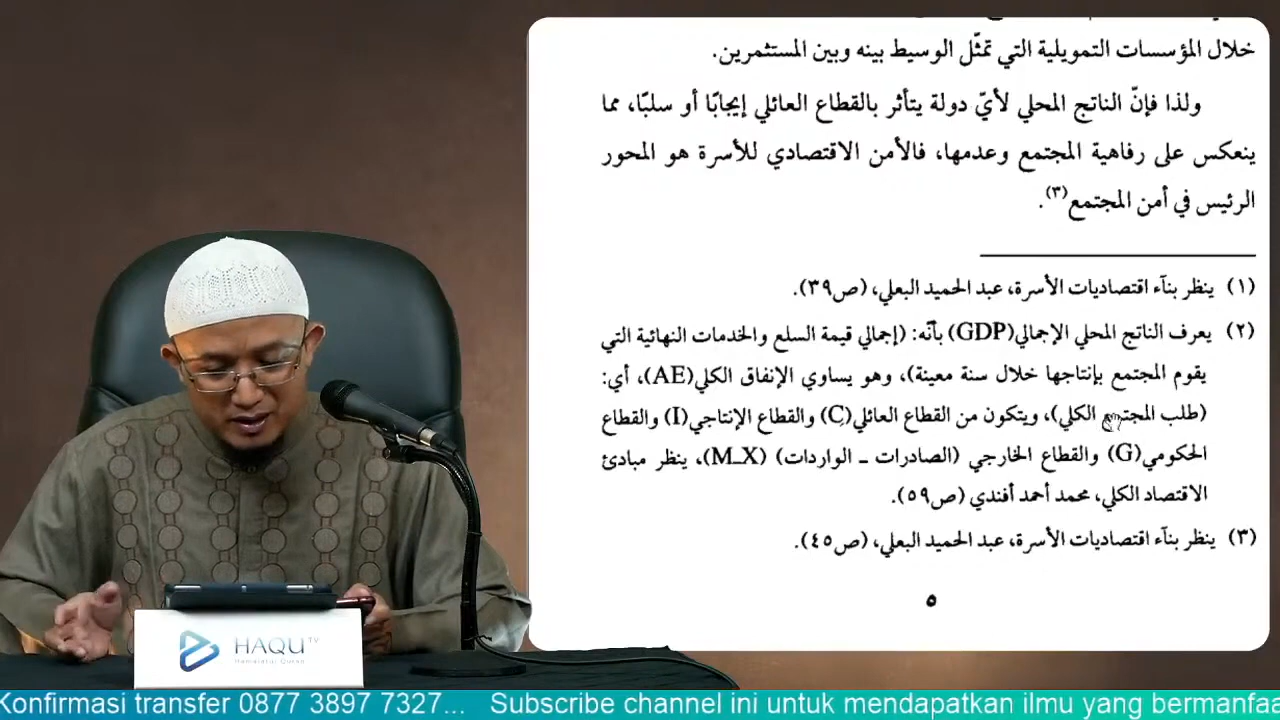 خلال المؤسسات التمويلية التي تمثّل الوسيط بينه وبين المستثمرين.
ولذا فإنّ الناتج المحلي لأيّ دولة يتأثر بالقطاع العائلي إيجابًا أو سلبًا، مما
ينعكس على رفاهية المجتمع وعدمها، فالأمن الاقتصادي للأسرة هو المحور
الرئيس في أمن المجتمع(٣).
(١) ينظر بنآء اقتصاديات الأسرة، عبد الحميد البعلي، (ص٣٩).
(٢) يعرف الناتج المحلي الإجمالي(GDP) بأنّه: (إجمالي قيمة السلع والخدمات النهائية التي
يقوم المجتمع بإنتاجها خلال سنة معينة)، وهو يساوي الإنفاق الكلي(AE)، أي:
(طلب المجتمع الكلي)، ويتكون من القطاع العائلي(C) والقطاع الإنتاجي(I) والقطاع
الحكومي(G) والقطاع الخارجي (الصادرات ـ الواردات) (M_X)، ينظر مبادئ
الاقتصاد الكلي، محمد أحمد أفندي (ص٥٩).
(٣) ينظر بنآء اقتصاديات الأسرة، عبد الحميد البعلي، (ص٤٥).
٥
HAQU TV
Hamalatul Quran
Konfirmasi transfer 0877 3897 7327... Subscribe channel ini untuk mendapatkan ilmu yang bermanfaa